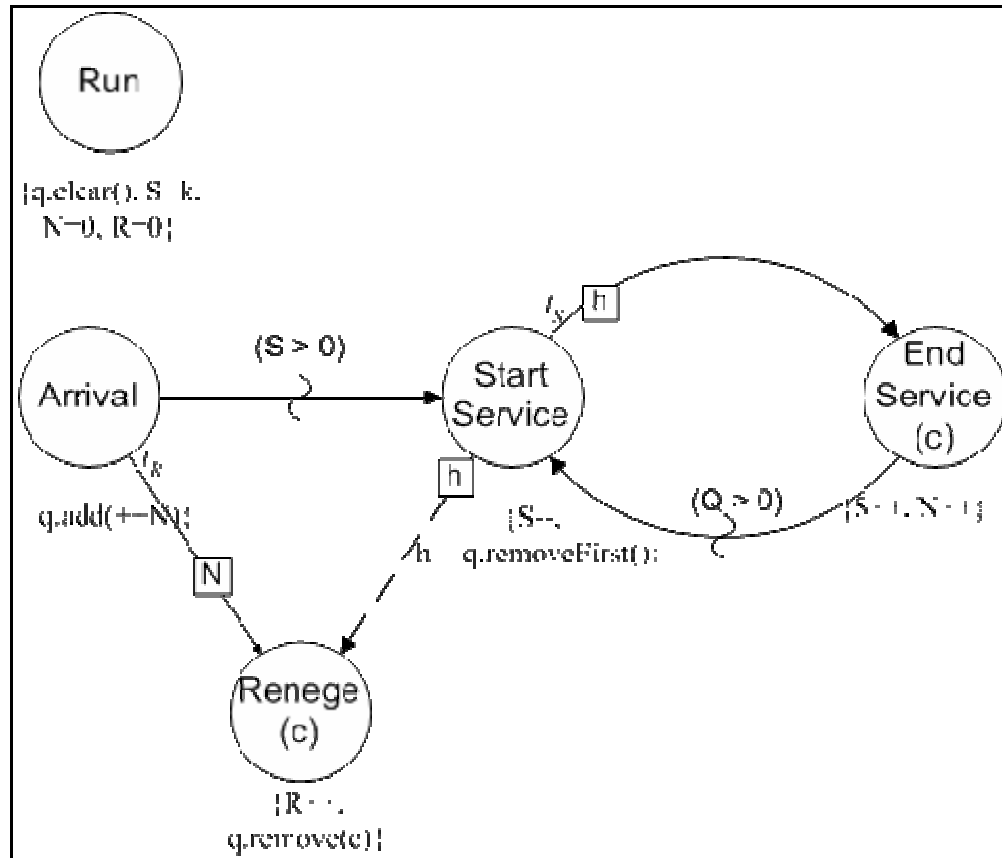 Run
{q.clear(), S k,
N=0, R=0}
h
(S > 0)
Arrival
Start
Service
End
Service
(c)
h
(Q > 0)
q.add(++N)}
{S--,
h q.removeFirst();
N
Renege
(c)
q.remove(c)}